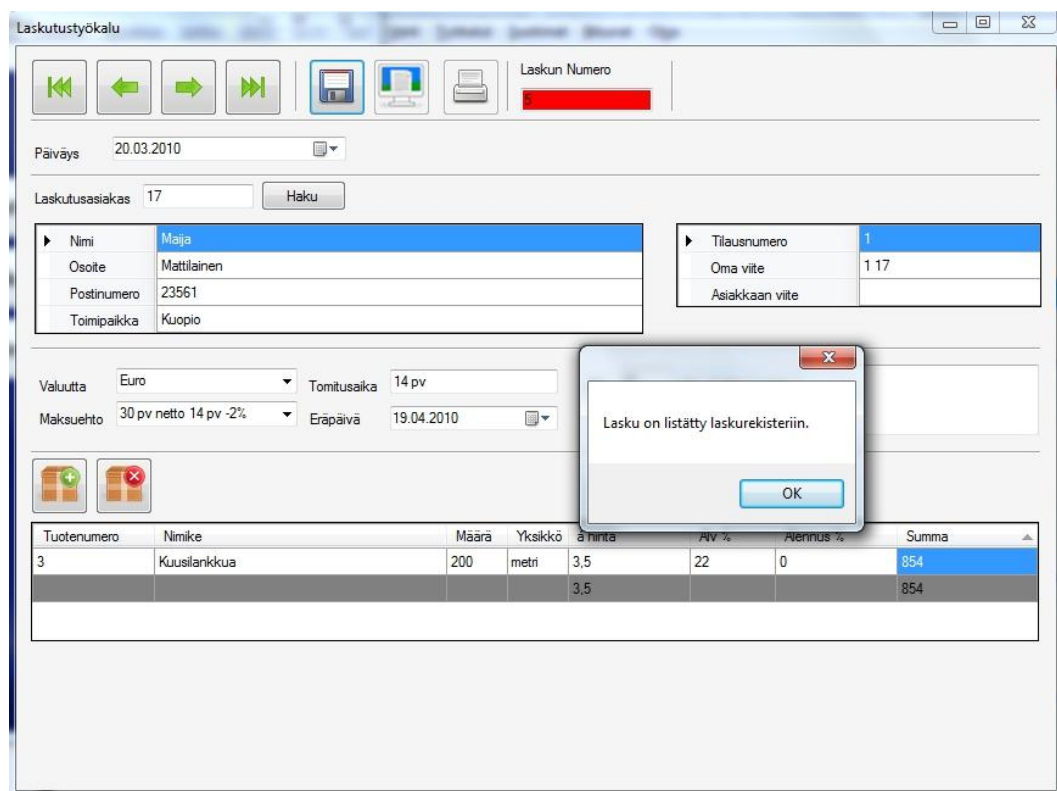 Laskutustyökalu
Laskun Numero
5
Päiväys 20.03.2010
Laskutusasiakas 17 Haku
Nimi Maija
Osoite Mattilainen
Postinumero 23561
Toimipaikka Kuopio
Tilausnumero 1
Oma viite 1 17
Asiakkaan viite
Valuutta Euro Tomitusaika 14 pv
Maksuehto 30 pv netto 14 pv -2% Eräpäivä 19.04.2010
Lasku on listätty laskurekisteriin.
OK
Tuotenumero Nimike Määrä Yksikkö a hinta Alv % Alennus % Summa
3 Kuusilankkua 200 metri 3,5 22 0 854
3,5 854